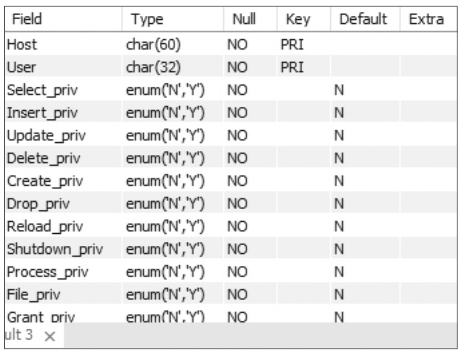 Field Type Null Key Default Extra
Host char(60) NO PRI
User char(32) NO PRI
Select_priv enum('N','Y') NO N
Insert_priv enum('N','Y') NO N
Update_priv enum('N','Y') NO N
Delete_priv enum('N','Y') NO N
Create_priv enum('N','Y') NO N
Drop_priv enum('N','Y') NO N
Reload_priv enum('N','Y') NO N
Shutdown_priv enum('N','Y') NO N
Process_priv enum('N','Y') NO N
File_priv enum('N','Y') NO N
Grant_priv enum('N','Y') NO N
ult 3 ×